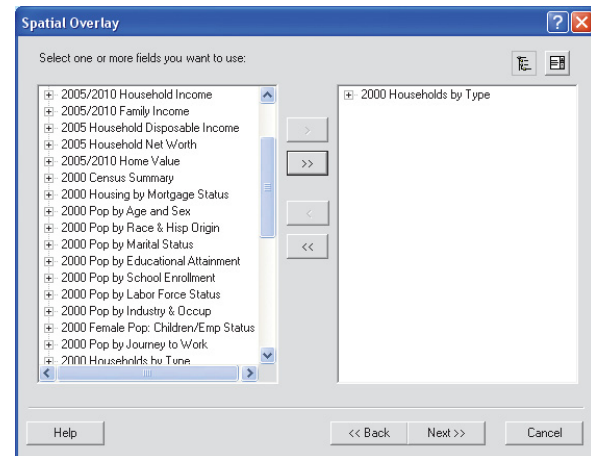 Spatial Overlay
Select one or more fields you want to use:
2005/2010 Household Income
2005/2010 Family Income
2005 Household Disposable Income
2005 Household Net Worth
2005/2010 Home Value
2000 Census Summary
2000 Housing by Mortgage Status
2000 Pop by Age and Sex
2000 Pop by Race & Hisp Origin
2000 Pop by Marital Status
2000 Pop by Educational Attainment
2000 Pop by School Enrollment
2000 Pop by Labor Force Status
2000 Pop by Industry & Occup
2000 Female Pop: Children/Emp Status
2000 Pop by Journey to Work
2000 Households by Type
>
>>
<
<<
2000 Households by Type
Help
<< Back
Next >>
Cancel